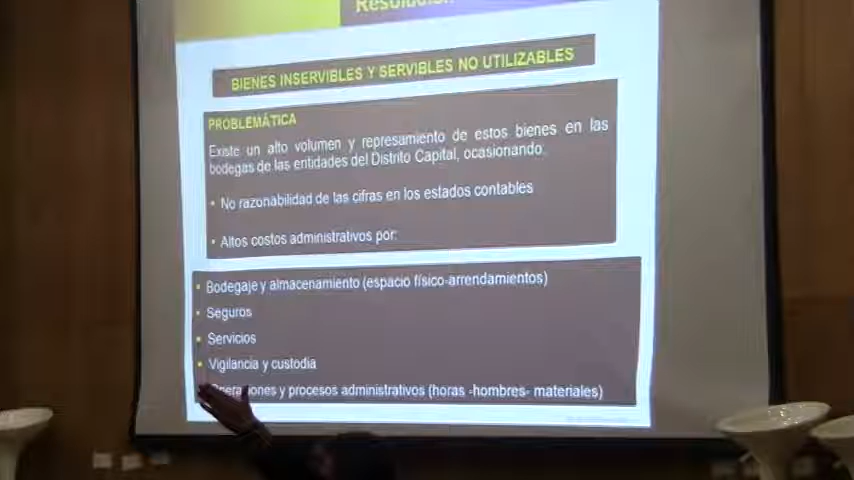 Resolución
BIENES INSERVIBLES Y SERVIBLES NO UTILIZABLES
PROBLEMÁTICA
Existe un alto volumen y represamiento de estos bienes en las
bodegas de las entidades del Distrito Capital, ocasionando:
• No razonabilidad de las cifras en los estados contables
• Altos costos administrativos por:
• Bodegaje y almacenamiento (espacio físico-arrendamientos)
• Seguros
• Servicios
• Vigilancia y custodia
Operaciones y procesos administrativos (horas -hombres- materiales)